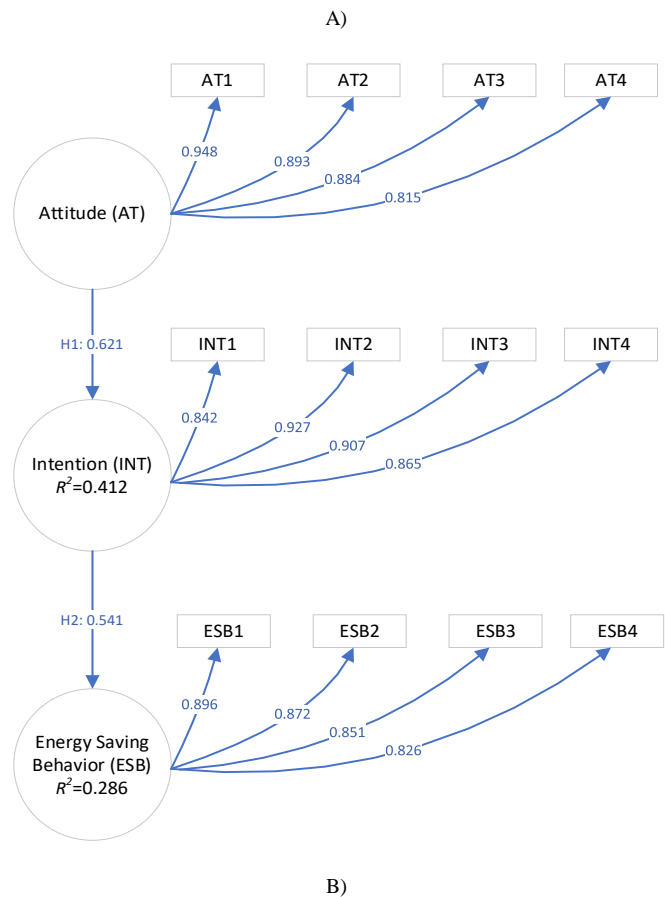 A)
AT1 AT2 AT3 AT4
0.948
0.893
0.884
0.815
Attitude (AT)
H1: 0.621
INT1 INT2 INT3 INT4
0.842
0.927
0.907
0.865
Intention (INT)
R²=0.412
H2: 0.541
ESB1 ESB2 ESB3 ESB4
0.896
0.872
0.851
0.826
Energy Saving
Behavior (ESB)
R²=0.286
B)